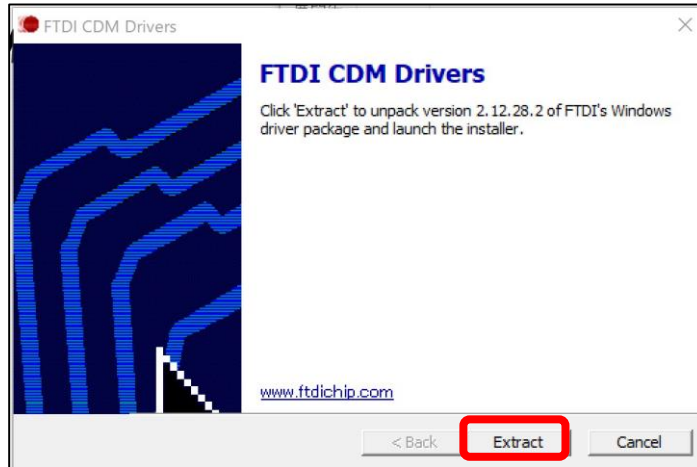 FTDI CDM Drivers
FTDI CDM Drivers
Click 'Extract' to unpack version 2.12.28.2 of FTDI's Windows
driver package and launch the installer.
www.ftdichip.com
< Back
Extract
Cancel